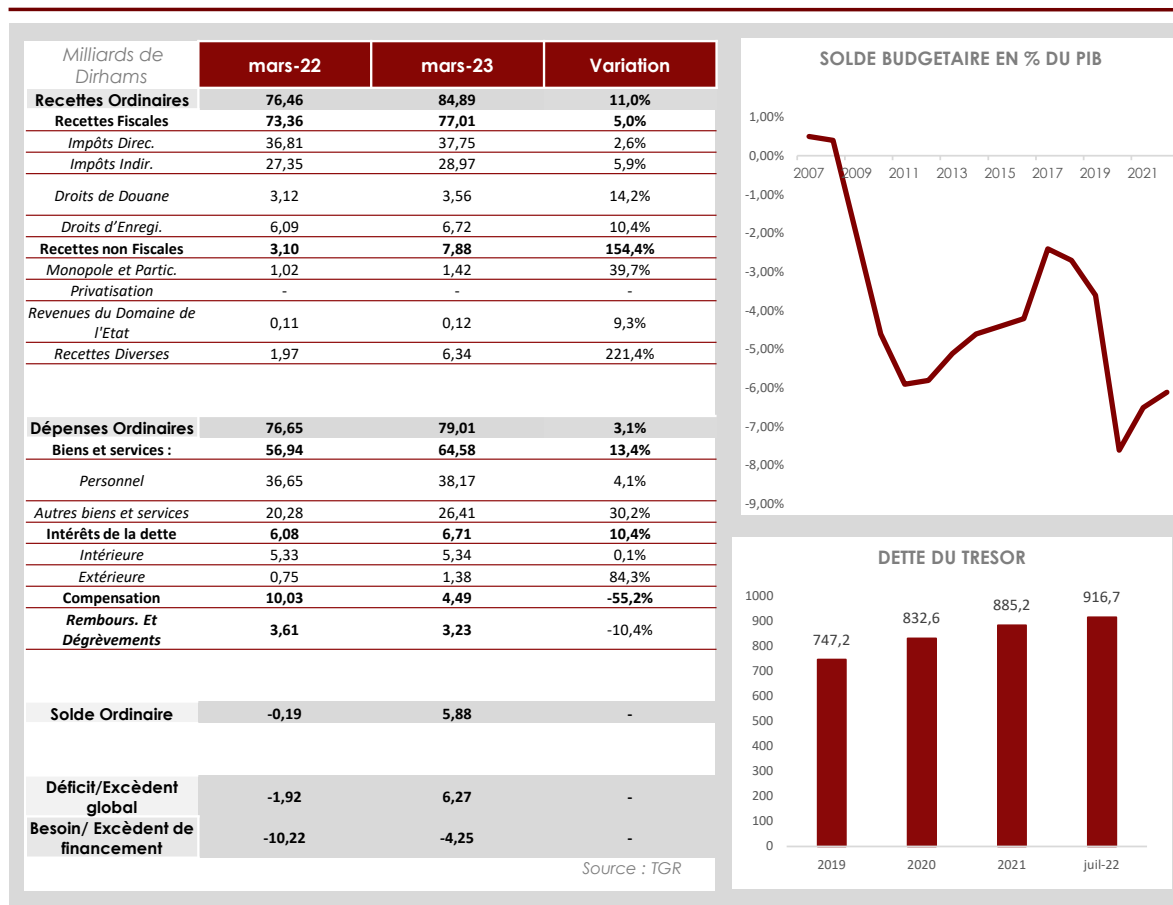 Milliards de Dirhams mars-22 mars-23 Variation
Recettes Ordinaires 76,46 84,89 11,0%
Recettes Fiscales 73,36 77,01 5,0%
Impôts Direc. 36,81 37,75 2,6%
Impôts Indir. 27,35 28,97 5,9%
Droits de Douane 3,12 3,56 14,2%
Droits d’Enregi. 6,09 6,72 10,4%
Recettes non Fiscales 3,10 7,88 154,4%
Monopole et Partic. 1,02 1,42 39,7%
Privatisation - - -
Revenues du Domaine de l'Etat 0,11 0,12 9,3%
Recettes Diverses 1,97 6,34 221,4%
Dépenses Ordinaires 76,65 79,01 3,1%
Biens et services : 56,94 64,58 13,4%
Personnel 36,65 38,17 4,1%
Autres biens et services 20,28 26,41 30,2%
Intérêts de la dette 6,08 6,71 10,4%
Intérieure 5,33 5,34 0,1%
Extérieure 0,75 1,38 84,3%
Compensation 10,03 4,49 -55,2%
Rembours. Et Dégrèvements 3,61 3,23 -10,4%
Solde Ordinaire -0,19 5,88 -
Déficit/Excèdent global -1,92 6,27 -
Besoin/ Excèdent de financement -10,22 -4,25 -
Source : TGR
SOLDE BUDGETAIRE EN % DU PIB
1,00%
0,00%
2007 2009 2011 2013 2015 2017 2019 2021
-1,00%
-2,00%
-3,00%
-4,00%
-5,00%
-6,00%
-7,00%
-8,00%
-9,00%
DETTE DU TRESOR
1000
900
800
700
600
500
400
300
200
100
0
747,2 832,6 885,2 916,7
2019 2020 2021 juil-22